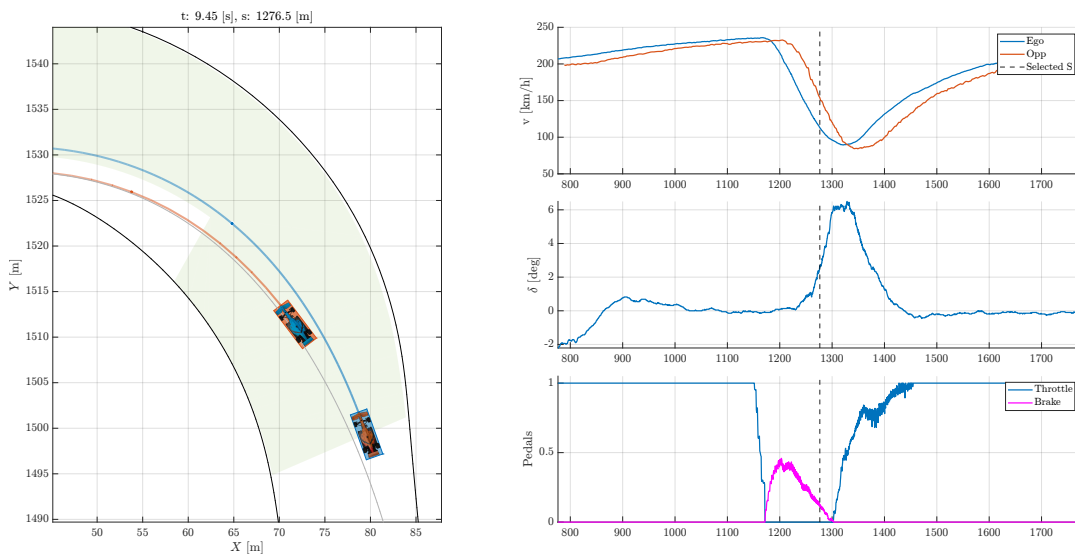 t: 9.45 [s], s: 1276.5 [m]
1540
1535
1530
1525
1520
1515
1510
1505
1500
1495
1490
Y [m]
50 55 60 65 70 75 80 85
X [m]
250
200
150
100
50
v [km/h]
Ego
Opp
Selected S
800 900 1000 1100 1200 1300 1400 1500 1600 1700
6
4
2
0
-2
δ [deg]
800 900 1000 1100 1200 1300 1400 1500 1600 1700
1
0.5
0
Pedals
Throttle
Brake
800 900 1000 1100 1200 1300 1400 1500 1600 1700